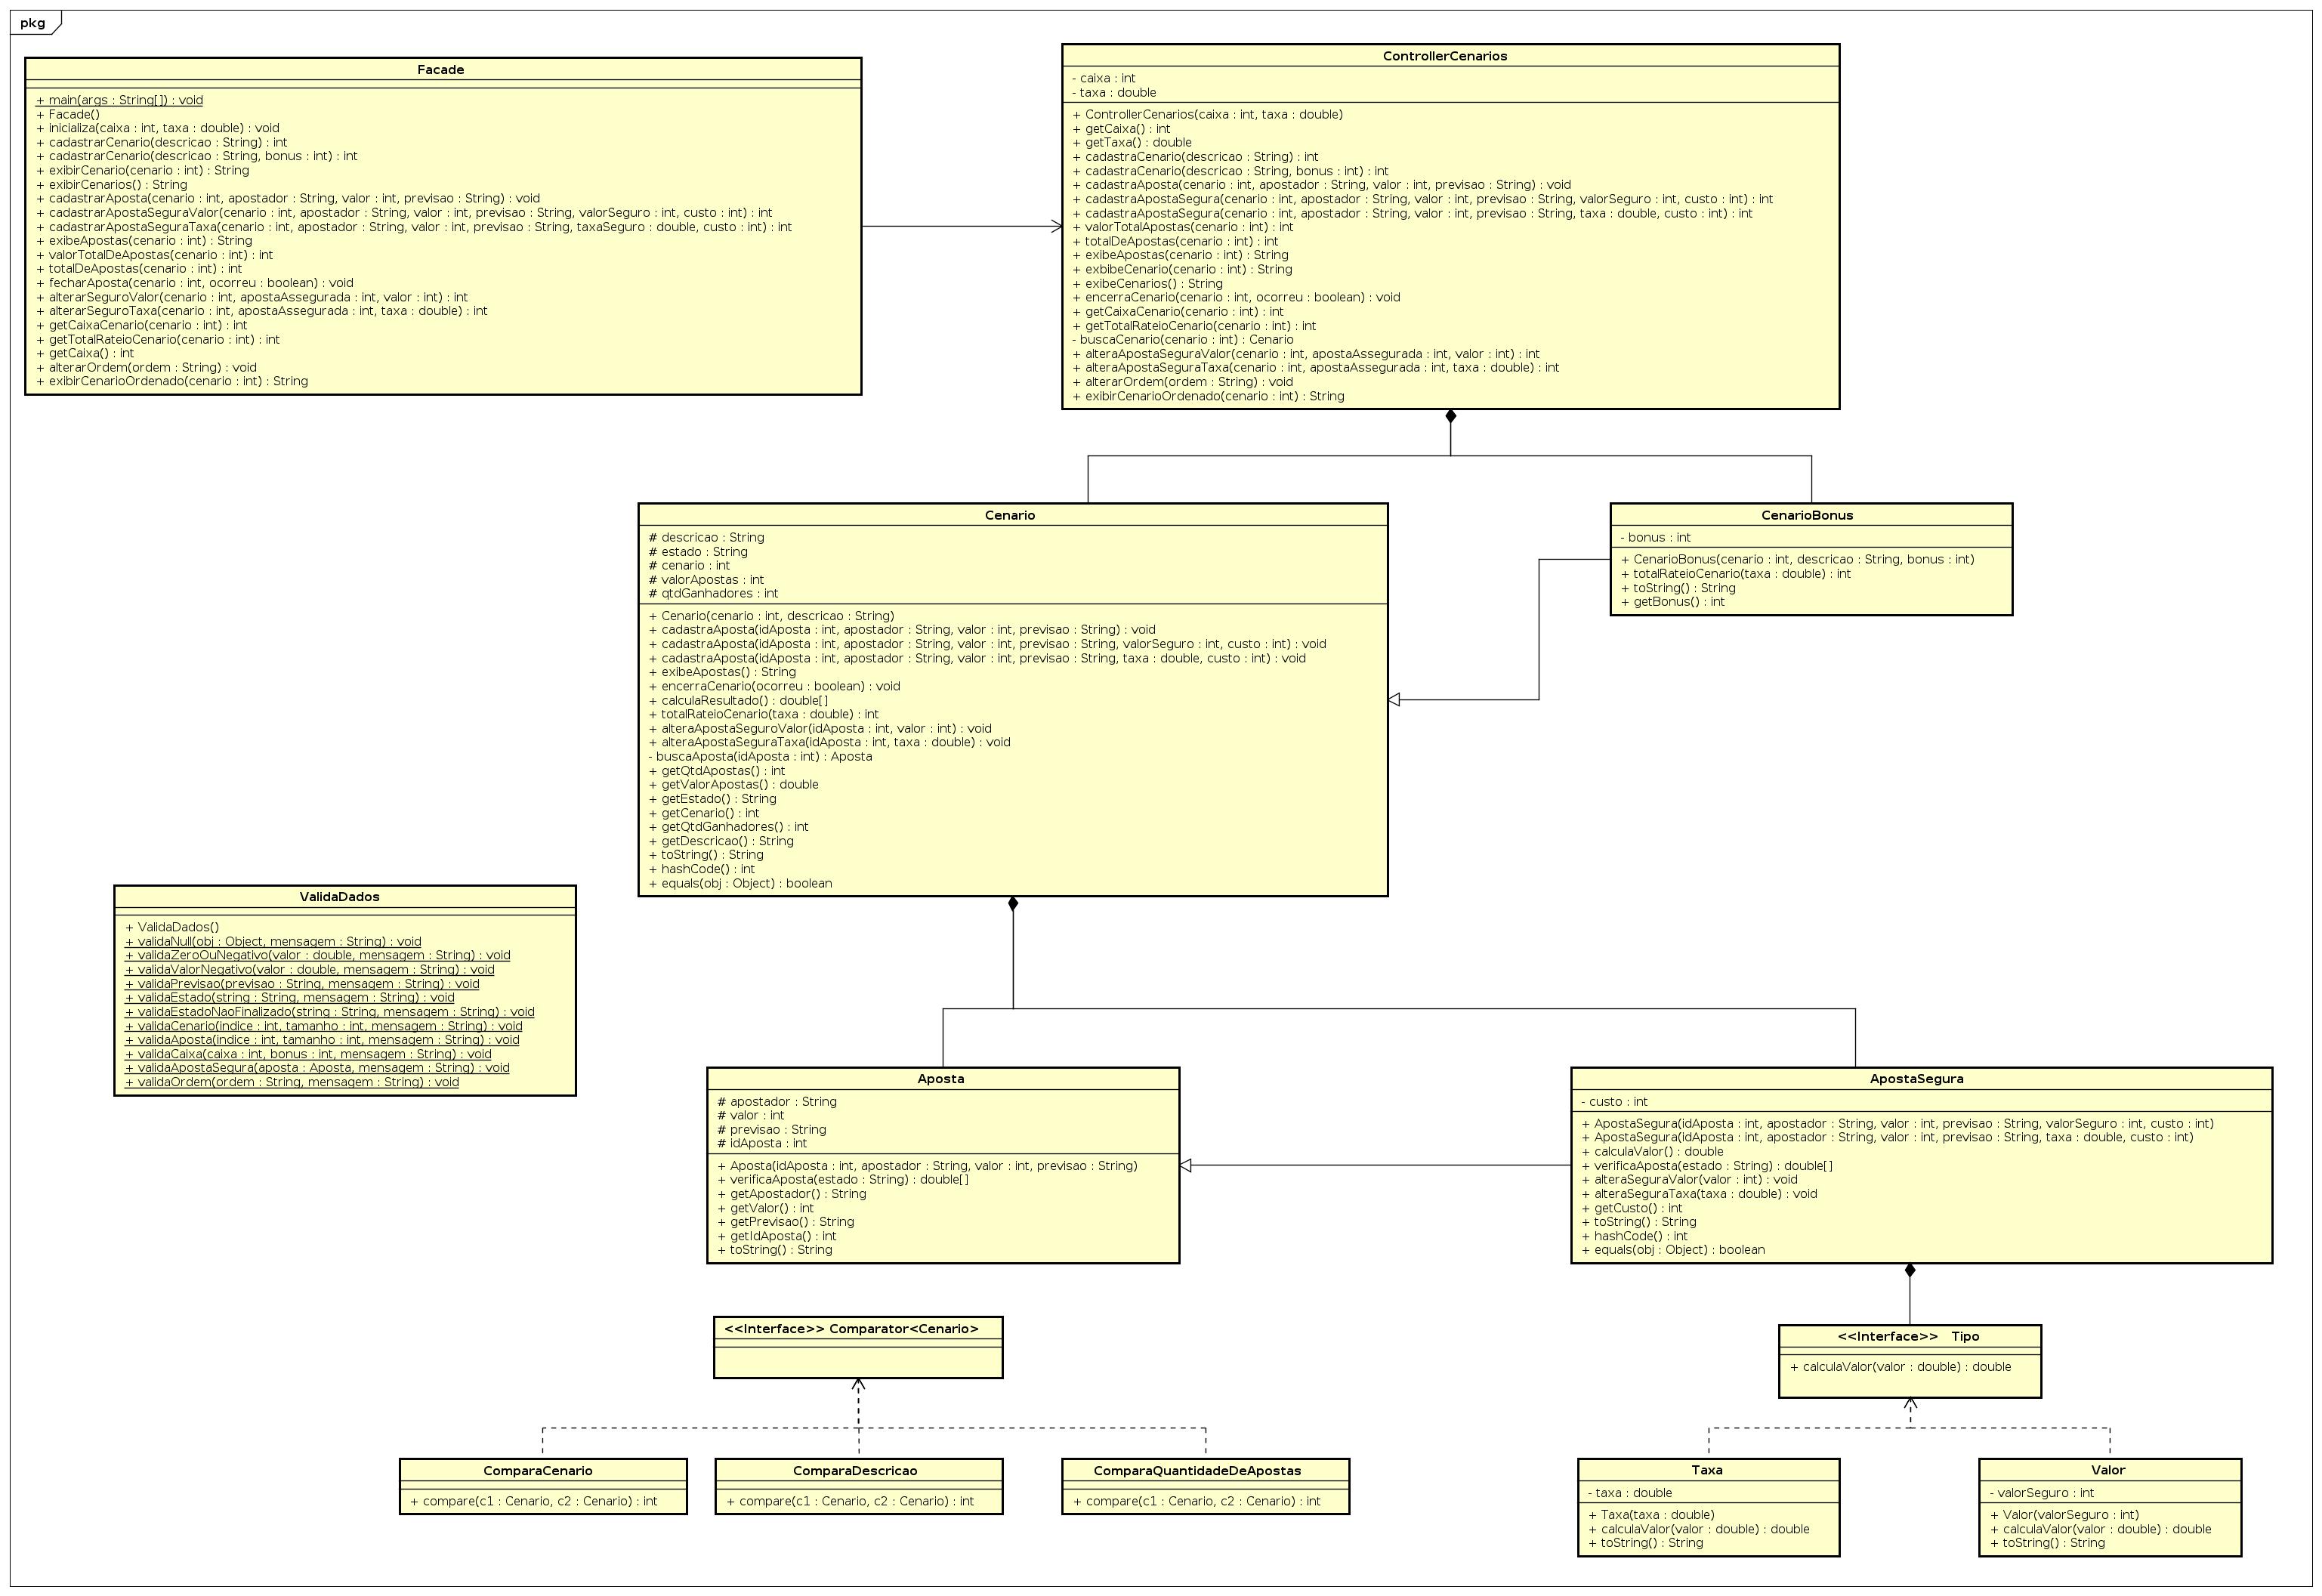 pkg
Facade
+ main(args : String[]) : void
+ Facade()
+ inicializa(caixa : int, taxa : double) : void
+ cadastrarCenario(descricao : String) : int
+ cadastrarCenario(descricao : String, bonus : int) : int
+ exibirCenario(cenario : int) : String
+ exibirCenarios() : String
+ cadastrarAposta(cenario : int, apostador : String, valor : int, previsao : String) : void
+ cadastrarApostaSeguraValor(cenario : int, apostador : String, valor : int, previsao : String, valorSeguro : int, custo : int) : int
+ cadastrarApostaSeguraTaxa(cenario : int, apostador : String, valor : int, previsao : String, taxaSeguro : double, custo : int) : int
+ exibeApostas(cenario : int) : String
+ valorTotalDeApostas(cenario : int) : int
+ totalDeApostas(cenario : int) : int
+ fecharAposta(cenario : int, ocorreu : boolean) : void
+ alterarSeguroValor(cenario : int, apostaAssegurada : int, valor : int) : int
+ alterarSeguroTaxa(cenario : int, apostaAssegurada : int, taxa : double) : int
+ getCaixaCenario(cenario : int) : int
+ getTotalRateioCenario(cenario : int) : int
+ getCaixa() : int
+ alterarOrdem(ordem : String) : void
+ exibirCenarioOrdenado(cenario : int) : String
ControllerCenarios
- caixa : int
- taxa : double
+ ControllerCenarios(caixa : int, taxa : double)
+ getCaixa() : int
+ getTaxa() : double
+ cadastraCenario(descricao : String) : int
+ cadastraCenario(descricao : String, bonus : int) : int
+ cadastraAposta(cenario : int, apostador : String, valor : int, previsao : String) : void
+ cadastraApostaSegura(cenario : int, apostador : String, valor : int, previsao : String, valorSeguro : int, custo : int) : int
+ cadastraApostaSegura(cenario : int, apostador : String, valor : int, previsao : String, taxa : double, custo : int) : int
+ valorTotalApostas(cenario : int) : int
+ totalDeApostas(cenario : int) : int
+ exibeApostas(cenario : int) : String
+ exbibeCenario(cenario : int) : String
+ exibeCenarios() : String
+ encerraCenario(cenario : int, ocorreu : boolean) : void
+ getCaixaCenario(cenario : int) : int
+ getTotalRateioCenario(cenario : int) : int
- buscaCenario(cenario : int) : Cenario
+ alteraApostaSeguraValor(cenario : int, apostaAssegurada : int, valor : int) : int
+ alteraApostaSeguraTaxa(cenario : int, apostaAssegurada : int, taxa : double) : int
+ alterarOrdem(ordem : String) : void
+ exibirCenarioOrdenado(cenario : int) : String
Cenario
# descricao : String
# estado : String
# cenario : int
# valorApostas : int
# qtdGanhadores : int
+ Cenario(cenario : int, descricao : String)
+ cadastraAposta(idAposta : int, apostador : String, valor : int, previsao : String) : void
+ cadastraAposta(idAposta : int, apostador : String, valor : int, previsao : String, valorSeguro : int, custo : int) : void
+ cadastraAposta(idAposta : int, apostador : String, valor : int, previsao : String, taxa : double, custo : int) : void
+ exibeApostas() : String
+ encerraCenario(ocorreu : boolean) : void
+ calculaResultado() : double[]
+ totalRateioCenario(taxa : double) : int
+ alteraApostaSeguroValor(idAposta : int, valor : int) : void
+ alteraApostaSeguraTaxa(idAposta : int, taxa : double) : void
- buscaAposta(idAposta : int) : Aposta
+ getQtdApostas() : int
+ getValorApostas() : double
+ getEstado() : String
+ getCenario() : int
+ getQtdGanhadores() : int
+ getDescricao() : String
+ toString() : String
+ hashCode() : int
+ equals(obj : Object) : boolean
CenarioBonus
- bonus : int
+ CenarioBonus(cenario : int, descricao : String, bonus : int)
+ totalRateioCenario(taxa : double) : int
+ toString() : String
+ getBonus() : int
ValidaDados
+ ValidaDados()
+ validaNull(obj : Object, mensagem : String) : void
+ validaZeroOuNegativo(valor : double, mensagem : String) : void
+ validaValorNegativo(valor : double, mensagem : String) : void
+ validaPrevisao(previsao : String, mensagem : String) : void
+ validaEstado(string : String, mensagem : String) : void
+ validaEstadoNaoFinalizado(string : String, mensagem : String) : void
+ validaCenario(indice : int, tamanho : int, mensagem : String) : void
+ validaAposta(indice : int, tamanho : int, mensagem : String) : void
+ validaCaixa(caixa : int, bonus : int, mensagem : String) : void
+ validaApostaSegura(aposta : Aposta, mensagem : String) : void
+ validaOrdem(ordem : String, mensagem : String) : void
Aposta
# apostador : String
# valor : int
# previsao : String
# idAposta : int
+ Aposta(idAposta : int, apostador : String, valor : int, previsao : String)
+ verificaAposta(estado : String) : double[]
+ getApostador() : String
+ getValor() : int
+ getPrevisao() : String
+ getIdAposta() : int
+ toString() : String
ApostaSegura
- custo : int
+ ApostaSegura(idAposta : int, apostador : String, valor : int, previsao : String, valorSeguro : int, custo : int)
+ ApostaSegura(idAposta : int, apostador : String, valor : int, previsao : String, taxa : double, custo : int)
+ calculaValor() : double
+ verificaAposta(estado : String) : double[]
+ alteraSeguraValor(valor : int) : void
+ alteraSeguraTaxa(taxa : double) : void
+ getCusto() : int
+ toString() : String
+ hashCode() : int
+ equals(obj : Object) : boolean
<<Interface>> Comparator<Cenario>
<<Interface>> Tipo
+ calculaValor(valor : double) : double
ComparaCenario
+ compare(c1 : Cenario, c2 : Cenario) : int
ComparaDescricao
+ compare(c1 : Cenario, c2 : Cenario) : int
ComparaQuantidadeDeApostas
+ compare(c1 : Cenario, c2 : Cenario) : int
Taxa
- taxa : double
+ Taxa(taxa : double)
+ calculaValor(valor : double) : double
+ toString() : String
Valor
- valorSeguro : int
+ Valor(valorSeguro : int)
+ calculaValor(valor : double) : double
+ toString() : String